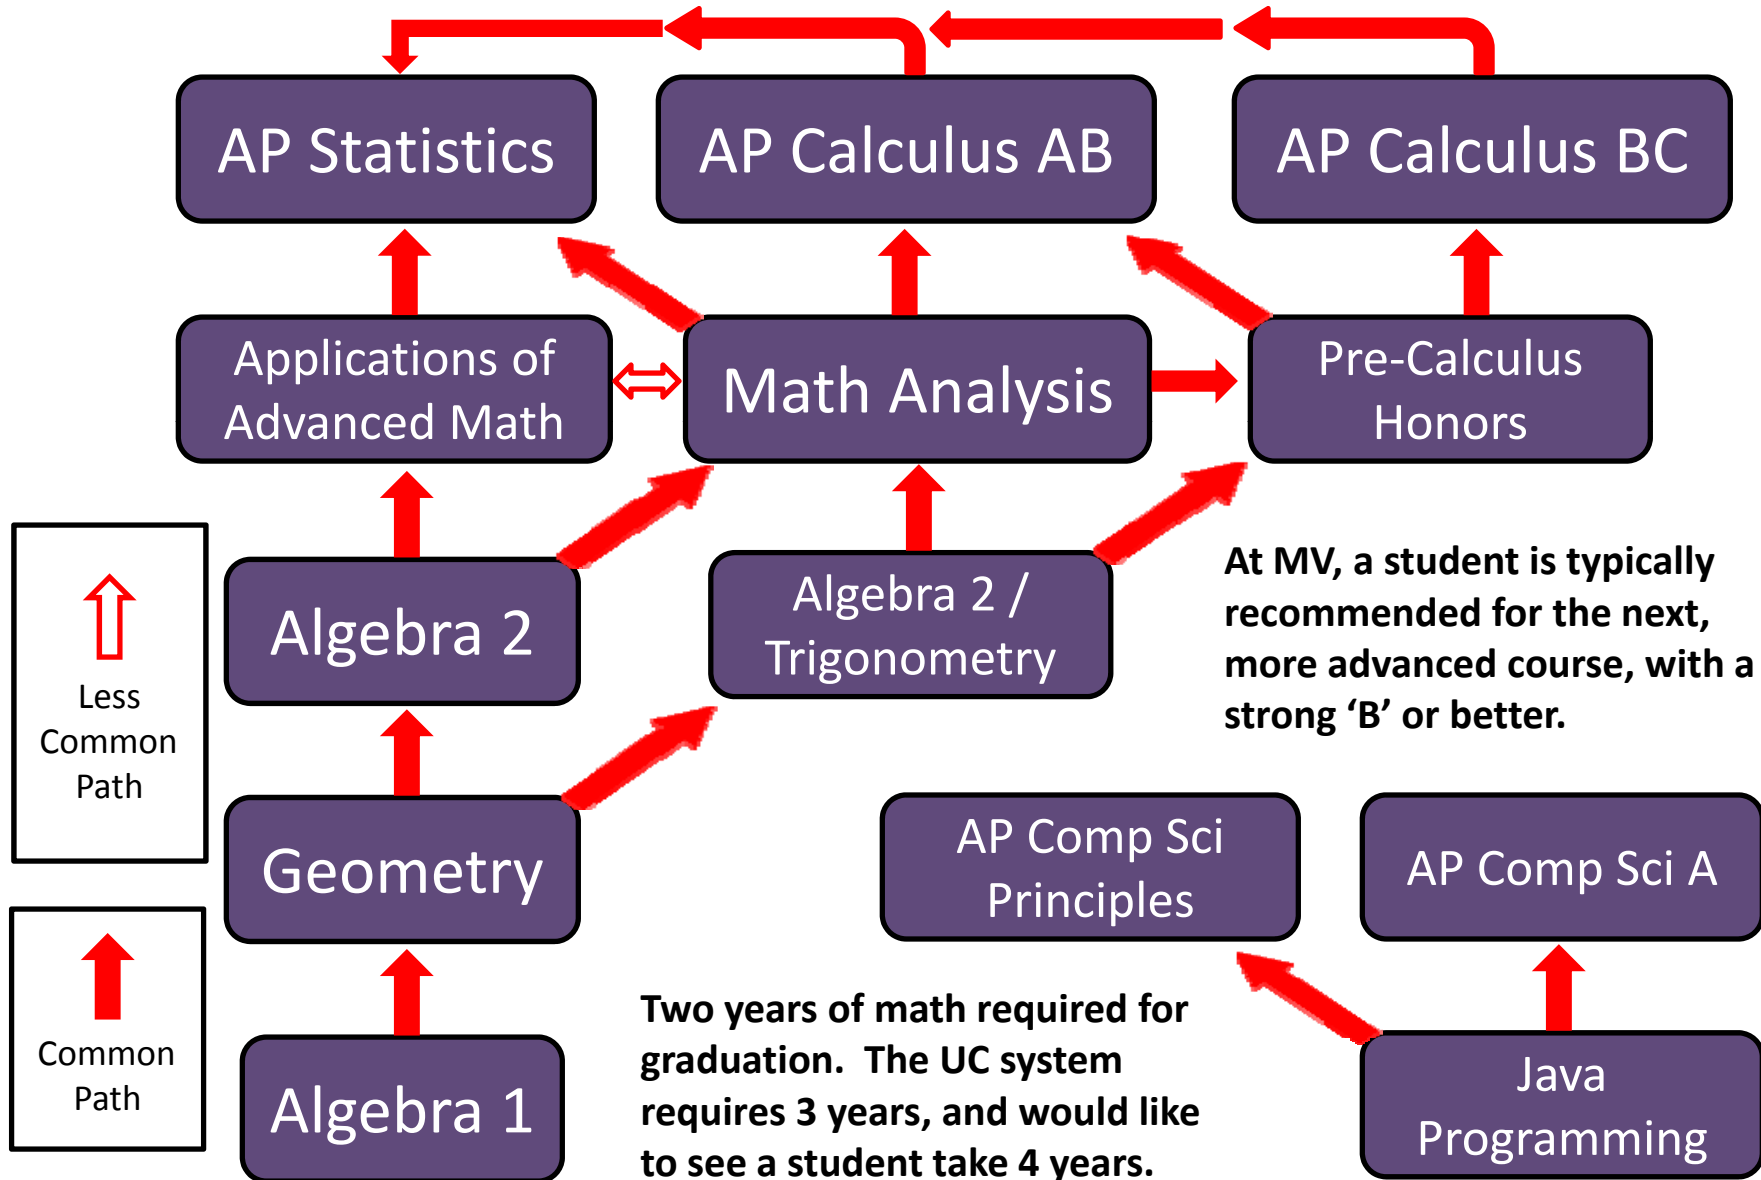 AP Statistics
AP Calculus AB
AP Calculus BC
Applications of
Advanced Math
Math Analysis
Pre-Calculus
Honors
Less
Common
Path
Algebra 2
Algebra 2 /
Trigonometry
At MV, a student is typically
recommended for the next,
more advanced course, with a
strong ‘B’ or better.
Common
Path
Geometry
AP Comp Sci
Principles
AP Comp Sci A
Algebra 1
Two years of math required for
graduation.  The UC system
requires 3 years, and would like
to see a student take 4 years.
Java
Programming